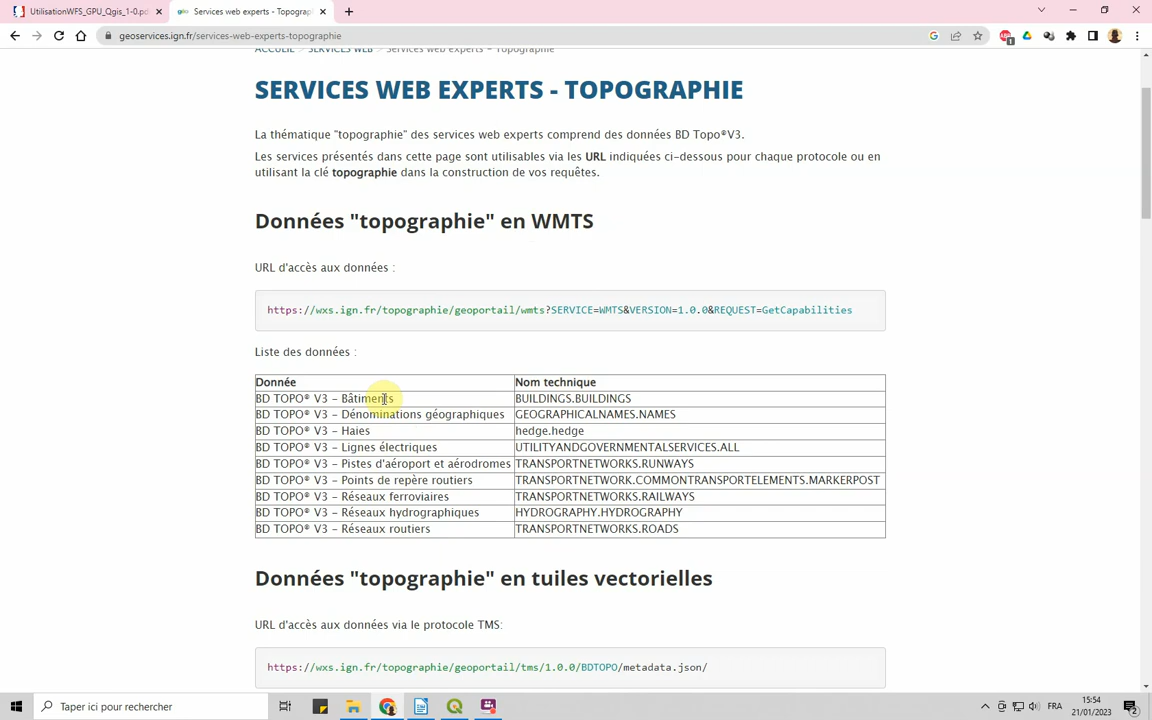 UtilisationWFS_GPU_Qgis_1-0.pd
Services web experts - Topograp
geoservices.ign.fr/services-web-experts-topographie
1
ACCUEIL > SERVICES WEB > Services web experts - Topographie
SERVICES WEB EXPERTS - TOPOGRAPHIE
La thématique "topographie" des services web experts comprend des données BD Topo®V3.
Les services présentés dans cette page sont utilisables via les URL indiquées ci-dessous pour chaque protocole ou en
utilisant la clé topographie dans la construction de vos requêtes.
Données "topographie" en WMTS
URL d'accès aux données :
https://wxs.ign.fr/topographie/geoportail/wmts?SERVICE=WMTS&VERSION=1.0.0&REQUEST=GetCapabilities
Liste des données :
Donnée Nom technique
BD TOPO® V3 - Bâtiments BUILDINGS.BUILDINGS
BD TOPO® V3 - Dénominations géographiques GEOGRAPHICALNAMES.NAMES
BD TOPO® V3 - Haies hedge.hedge
BD TOPO® V3 - Lignes électriques UTILITYANDGOVERNMENTALSERVICES.ALL
BD TOPO® V3 - Pistes d'aéroport et aérodromes TRANSPORTNETWORKS.RUNWAYS
BD TOPO® V3 - Points de repère routiers TRANSPORTNETWORK.COMMONTRANSPORTELEMENTS.MARKERPOST
BD TOPO® V3 - Réseaux ferroviaires TRANSPORTNETWORKS.RAILWAYS
BD TOPO® V3 - Réseaux hydrographiques HYDROGRAPHY.HYDROGRAPHY
BD TOPO® V3 - Réseaux routiers TRANSPORTNETWORKS.ROADS
Données "topographie" en tuiles vectorielles
URL d'accès aux données via le protocole TMS:
https://wxs.ign.fr/topographie/geoportail/tms/1.0.0/BDTOPO/metadata.json/
Taper ici pour rechercher
FRA
15:54
21/01/2023
2